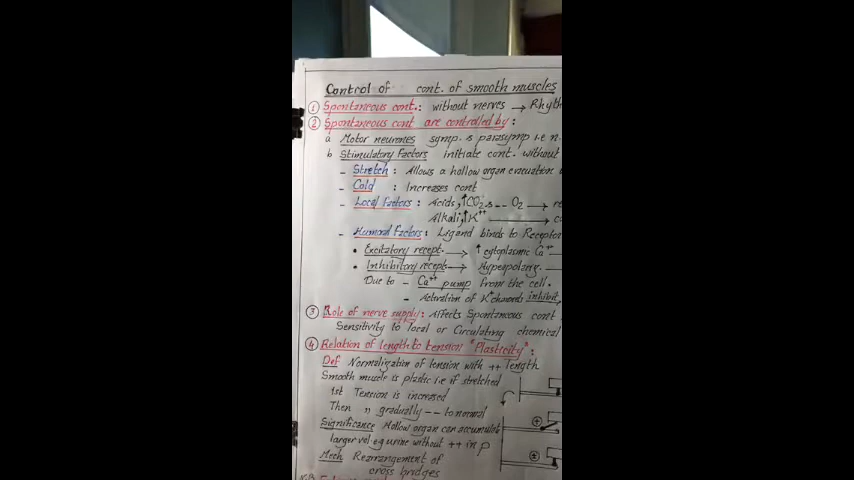 Control of cont. of smooth muscles
① Spontaneous cont.: without nerves → Rhyth
② Spontaneous cont are controlled by:
a Motor neurones symp. & parasymp i.e n.
b Stimulatory Factors initiate cont. without
- Stretch : Allows a hollow organ evacuation
- Cold : Increases cont
- Local factors : Acids, ↑CO2 & -- O2 → re
Alkali, ↑K++ → c
- Humoral factors: Ligand binds to Receptor
• Excitatory recept. → ↑ cytoplasmic Ca++
• Inhibitory recepts → Hyperpolarz.
Due to - Ca++ pump from the cell.
- Activation of K+ channels inhibit
③ Role of nerve supply: Affects Spontaneous cont
Sensitivity to local or Circulating chemical
④ Relation of length to tension "Plasticity":
Def Normalization of tension with ++ length
Smooth muscle is plastic i.e if stretched
1st Tension is increased
Then n gradually -- to normal
Significance Hollow organ can accumulate
larger vol eg urine without ++ in p
Mech Rearrangement of
cross bridges
N.B